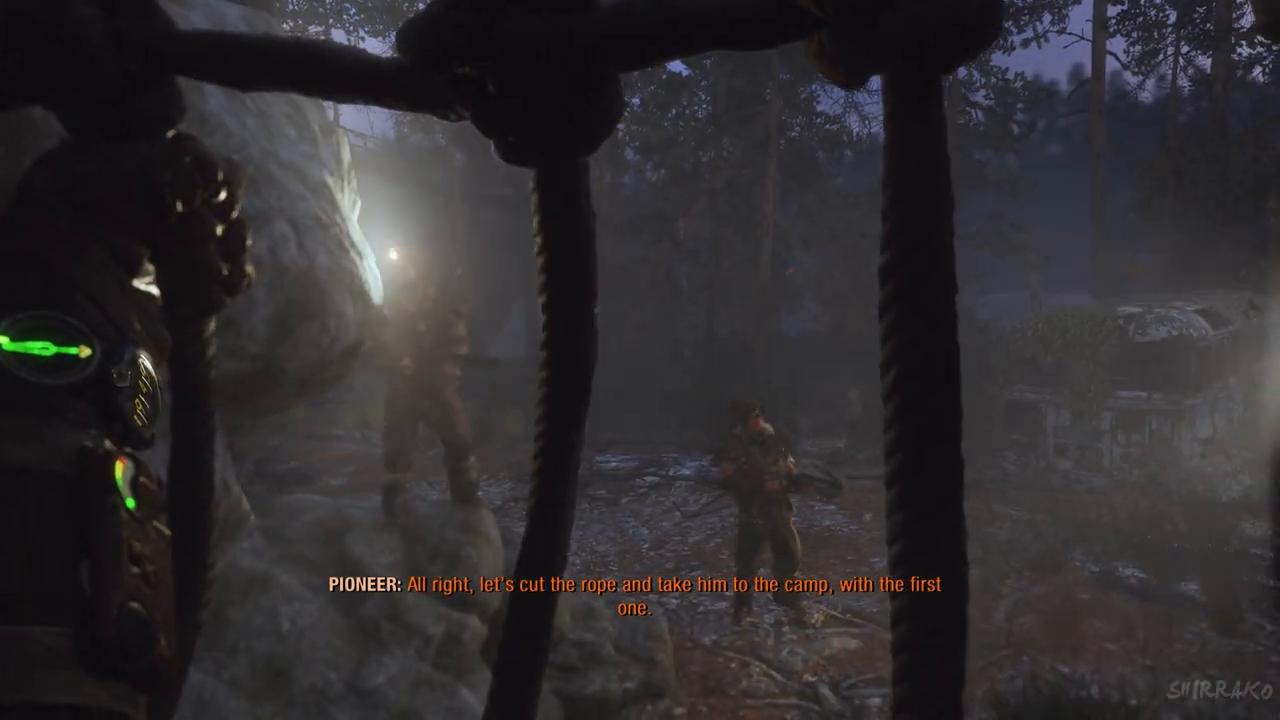 PIONEER: All right, let's cut the rope and take him to the camp, with the first
one.
SHIRRAKO